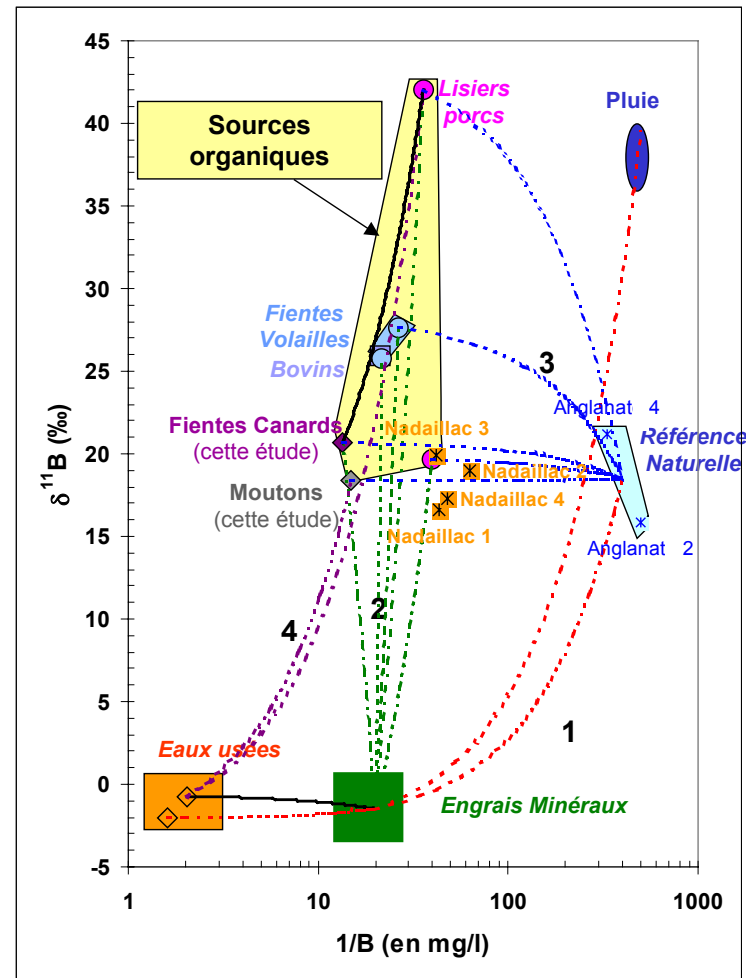 45
40
35
30
25
20
15
10
5
0
-5
δ ¹¹B (‰)
Lisiers
porcs
Pluie
Sources
organiques
Fientes
Volailles
Bovins
3
Anglanat 4
Fientes Canards
(cette étude)
Nadaillac 3
Référence
Naturelle
Nadaillac 2
Moutons
(cette étude)
Nadaillac 4
Nadaillac 1
Anglanat 2
2
4
1
Eaux usées
Engrais Minéraux
1 10 100 1000
1/B (en mg/l)